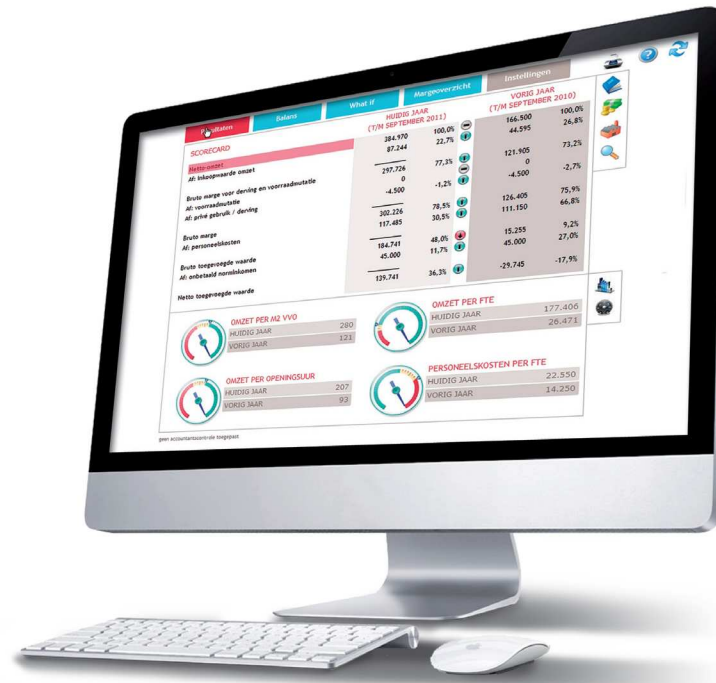 Resultaten
Balans
What if
Margeoverzicht
Instellingen
SCORECARD
HUIDIG JAAR
(T/M SEPTEMBER 2011)
VORIG JAAR
(T/M SEPTEMBER 2010)
Netto omzet 384.970 100,0% 166.500 100,0%
Af: Inkoopwaarde omzet 87.244 22,7% 44.595 26,8%
Bruto marge voor derving en voorraadmutatie 297.726 77,3% 121.905 73,2%
Af: voorraadmutatie 0 0
Af: privé gebruik / derving -4.500 -1,2% -4.500 -2,7%
Bruto marge 302.226 78,5% 126.405 75,9%
Af: personeelskosten 117.485 30,5% 111.150 66,8%
Bruto toegevoegde waarde 184.741 48,0% 15.255 9,2%
Af: onbetaald norminkomen 45.000 11,7% 45.000 27,0%
Netto toegevoegde waarde 139.741 36,3% -29.745 -17,9%
OMZET PER M2 VVO
HUIDIG JAAR 280
VORIG JAAR 121
OMZET PER FTE
HUIDIG JAAR 177.406
VORIG JAAR 26.471
OMZET PER OPENINGSUUR
HUIDIG JAAR 207
VORIG JAAR 93
PERSONEELSKOSTEN PER FTE
HUIDIG JAAR 22.550
VORIG JAAR 14.250
geen accountantscontrole toegepast